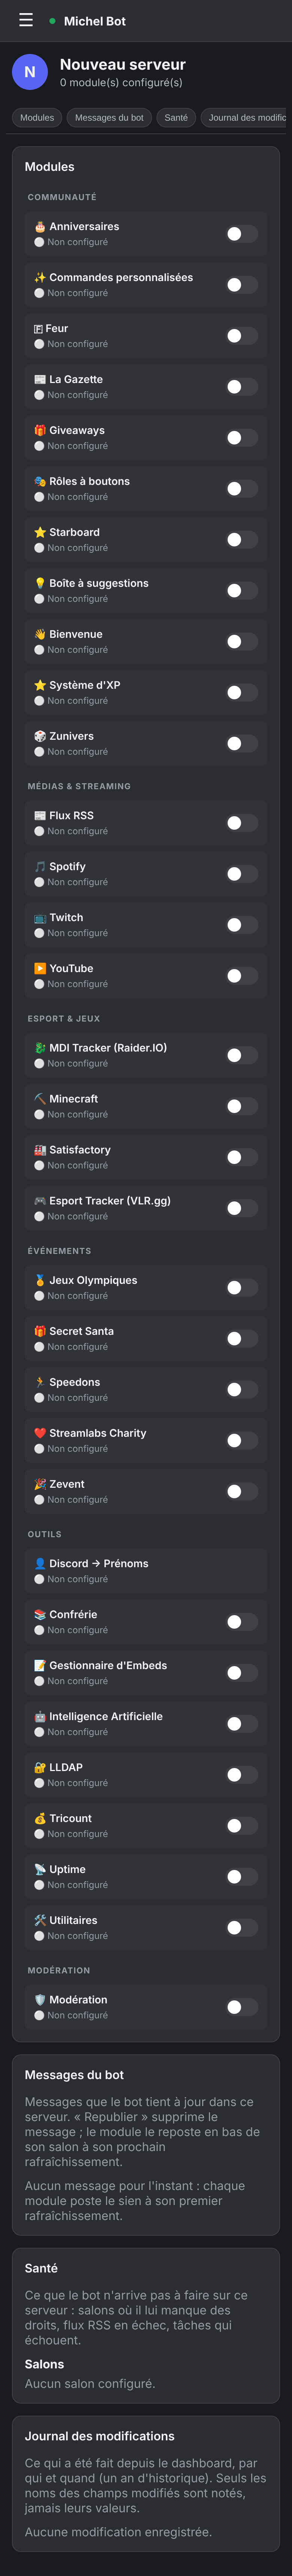 Michel Bot
N
Nouveau serveur
0 module(s) configuré(s)
Modules
Messages du bot
Santé
Journal des modific
Modules
COMMUNAUTÉ
🎂 Anniversaires
Non configuré
✨ Commandes personnalisées
Non configuré
🇫 Feur
Non configuré
📰 La Gazette
Non configuré
🎁 Giveaways
Non configuré
🎭 Rôles à boutons
Non configuré
⭐ Starboard
Non configuré
💡 Boîte à suggestions
Non configuré
👋 Bienvenue
Non configuré
⭐ Système d'XP
Non configuré
🎲 Zunivers
Non configuré
MÉDIAS & STREAMING
📰 Flux RSS
Non configuré
🎵 Spotify
Non configuré
📺 Twitch
Non configuré
▶️ YouTube
Non configuré
ESPORT & JEUX
🐉 MDI Tracker (Raider.IO)
Non configuré
⛏️ Minecraft
Non configuré
🏭 Satisfactory
Non configuré
🎮 Esport Tracker (VLR.gg)
Non configuré
ÉVÉNEMENTS
🏅 Jeux Olympiques
Non configuré
🎁 Secret Santa
Non configuré
🏃 Speedons
Non configuré
❤️ Streamlabs Charity
Non configuré
🎉 Zevent
Non configuré
OUTILS
👤 Discord → Prénoms
Non configuré
📚 Confrérie
Non configuré
📝 Gestionnaire d'Embeds
Non configuré
🤖 Intelligence Artificielle
Non configuré
🔐 LLDAP
Non configuré
💰 Tricount
Non configuré
📡 Uptime
Non configuré
🛠️ Utilitaires
Non configuré
MODÉRATION
🛡️ Modération
Non configuré
Messages du bot
Messages que le bot tient à jour dans ce
serveur. « Republier » supprime le
message ; le module le reposte en bas de
son salon à son prochain
rafraîchissement.
Aucun message pour l'instant : chaque
module poste le sien à son premier
rafraîchissement.
Santé
Ce que le bot n'arrive pas à faire sur ce
serveur : salons où il lui manque des
droits, flux RSS en échec, tâches qui
échouent.
Salons
Aucun salon configuré.
Journal des modifications
Ce qui a été fait depuis le dashboard, par
qui et quand (un an d'historique). Seuls les
noms des champs modifiés sont notés,
jamais leurs valeurs.
Aucune modification enregistrée.